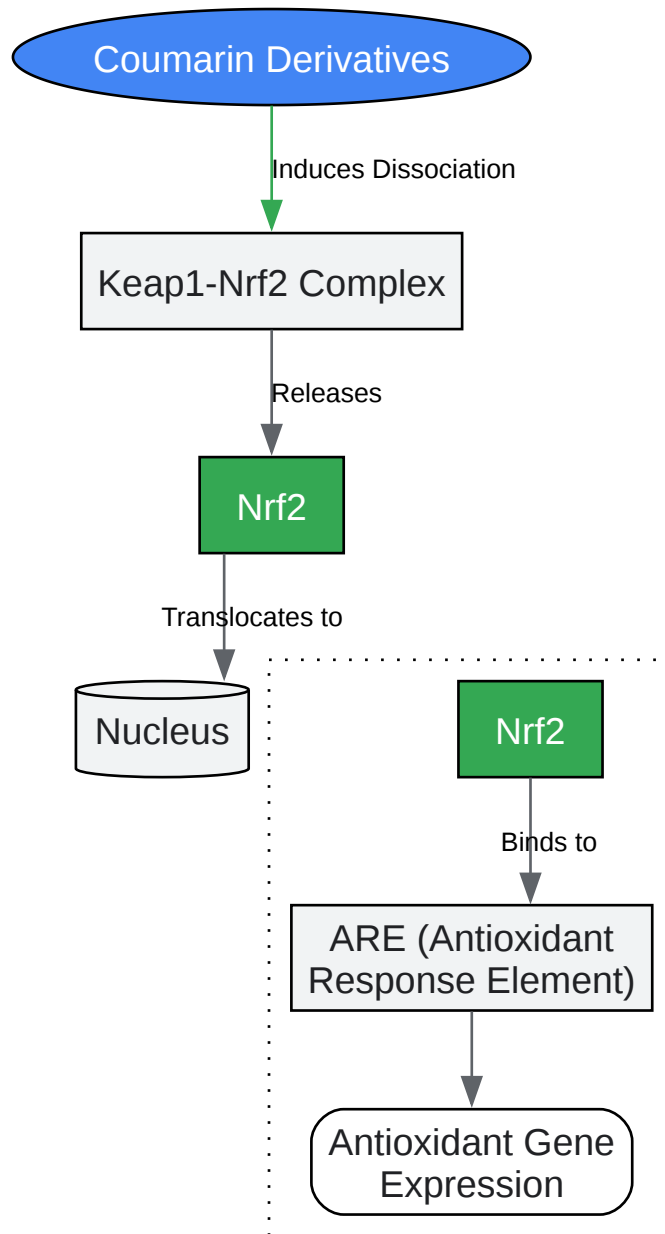 Coumarin Derivatives
Induces Dissociation
Keap1-Nrf2 Complex
Releases
Nrf2
Translocates to
Nucleus
Nrf2
Binds to
ARE (Antioxidant
Response Element)
Antioxidant Gene
Expression